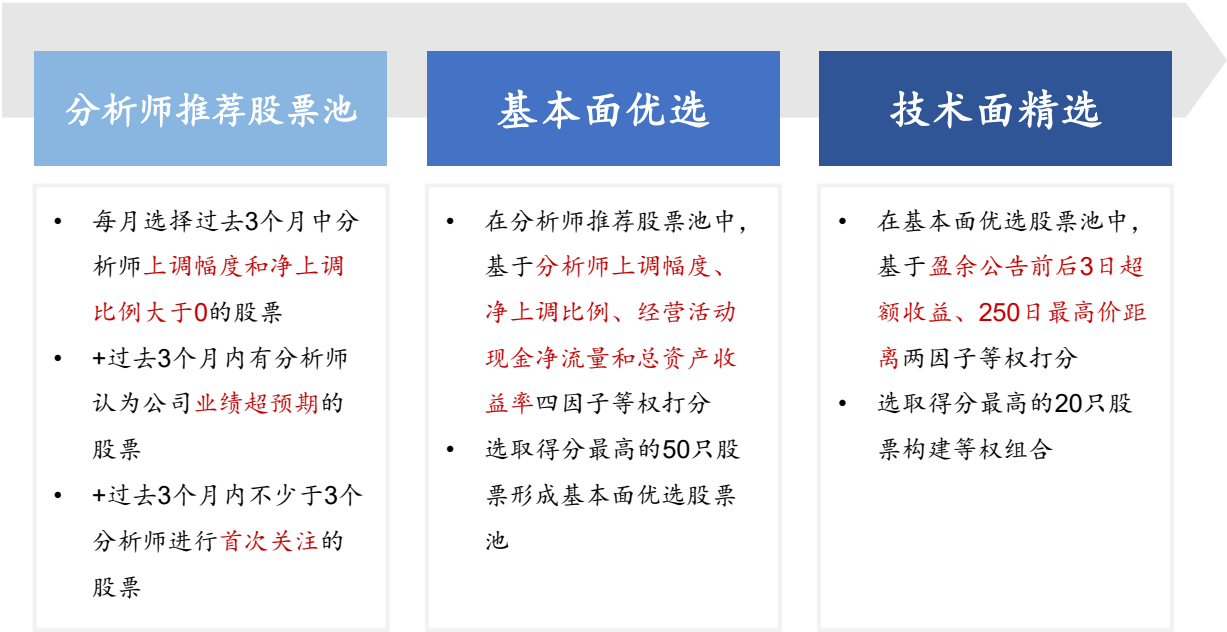 分析师推荐股票池
• 每月选择过去3个月中分
析师上调幅度和净上调
比例大于0的股票
• +过去3个月内有分析师
认为公司业绩超预期的
股票
• +过去3个月内不少于3个
分析师进行首次关注的
股票
基本面优选
• 在分析师推荐股票池中，
基于分析师上调幅度、
净上调比例、经营活动
现金净流量和总资产收
益率四因子等权打分
• 选取得分最高的50只股
票形成基本面优选股票
池
技术面精选
• 在基本面优选股票池中，
基于盈余公告前后3日超
额收益、250日最高价距
离两因子等权打分
• 选取得分最高的20只股
票构建等权组合